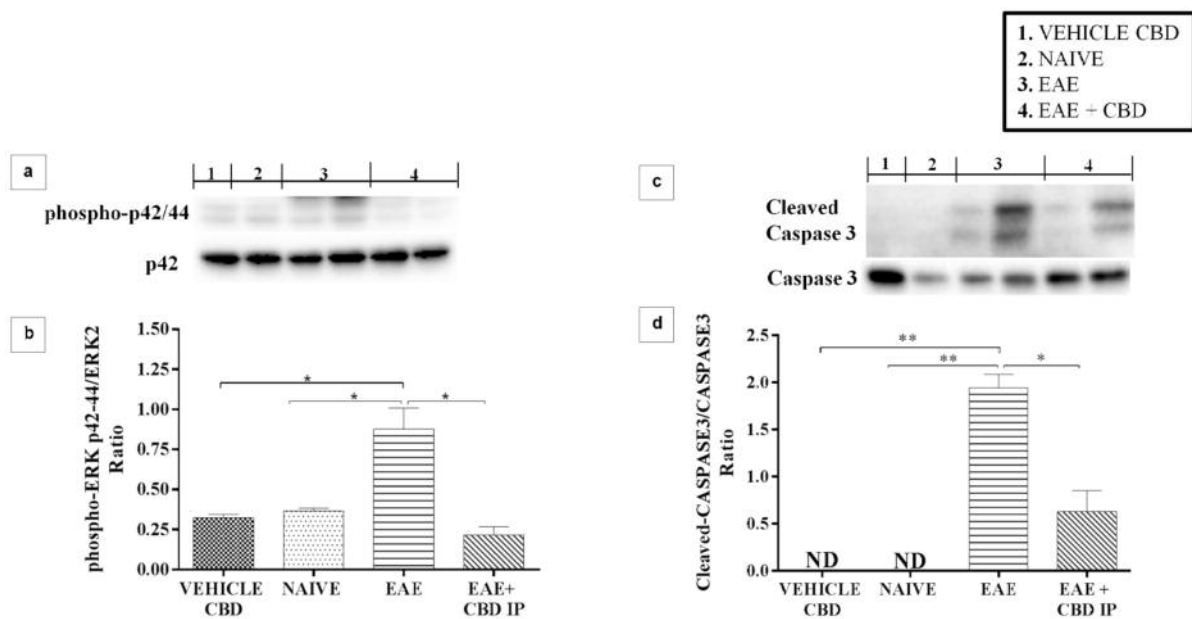 1. VEHICLE CBD
2. NAIVE
3. EAE
4. EAE + CBD
a
1 2 3 4
phospho-p42/44
p42
b
phospho-ERK p42-44/ERK2
Ratio
1.50
1.25
1.00
0.75
0.50
0.25
0.00
*
* *
VEHICLE
CBD
NAIVE
EAE
EAE+
CBD IP
c
1 2 3 4
Cleaved
Caspase 3
Caspase 3
d
Cleaved-CASPASE3/CASPASE3
Ratio
2.5
2.0
1.5
1.0
0.5
0.0
**
** *
ND ND
VEHICLE
CBD
NAIVE
EAE
EAE +
CBD IP